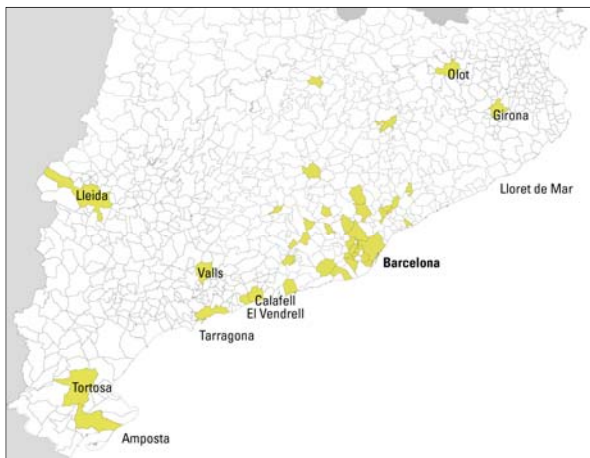 Olot
Girona
Lleida
Lloret de Mar
Barcelona
Valls
Calafell
El Vendrell
Tarragona
Tortosa
Amposta